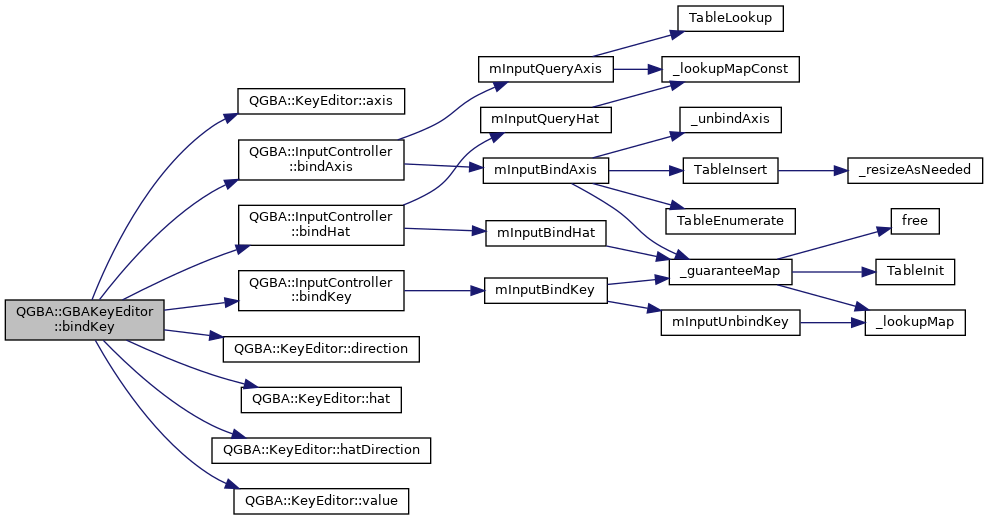 QGBA::GBAKeyEditor
::bindKey
QGBA::KeyEditor::axis
QGBA::InputController
::bindAxis
QGBA::InputController
::bindHat
QGBA::InputController
::bindKey
QGBA::KeyEditor::direction
QGBA::KeyEditor::hat
QGBA::KeyEditor::hatDirection
QGBA::KeyEditor::value
mInputQueryAxis
mInputQueryHat
mInputBindAxis
mInputBindHat
mInputBindKey
TableLookup
_lookupMapConst
_unbindAxis
TableInsert
TableEnumerate
_guaranteeMap
mInputUnbindKey
_resizeAsNeeded
free
TableInit
_lookupMap